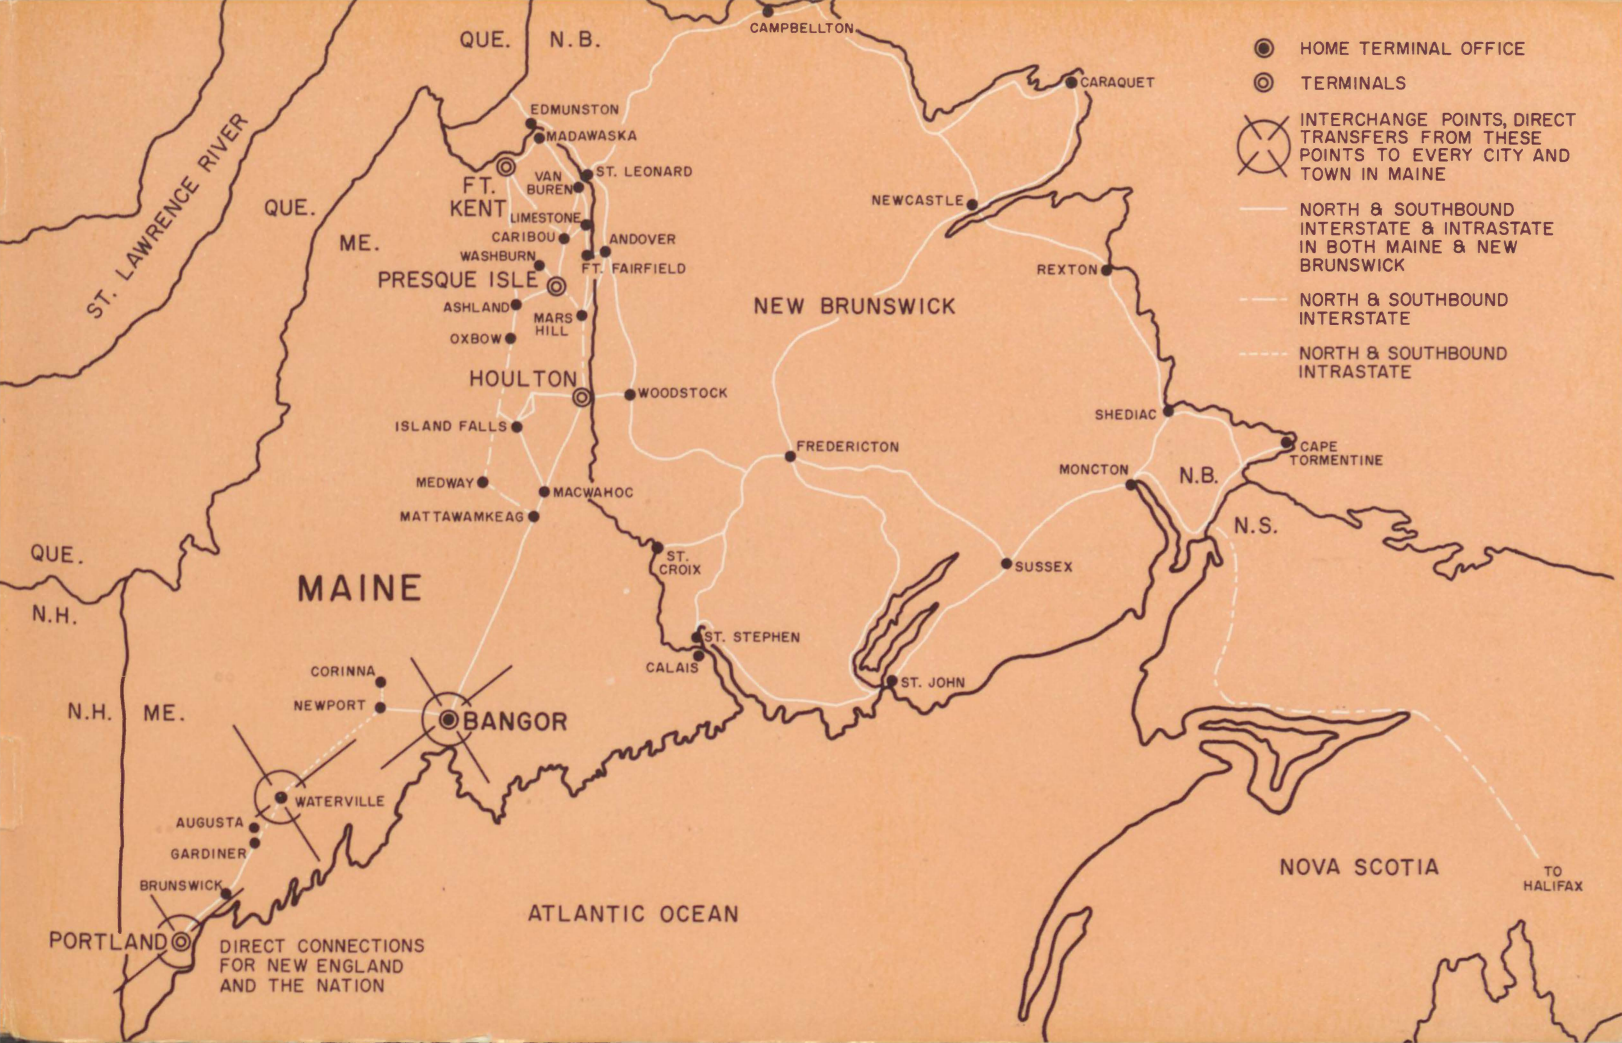 CAMPBELLTON
QUE.
N.B.
HOME TERMINAL OFFICE
TERMINALS
CARAQUET
INTERCHANGE POINTS, DIRECT
TRANSFERS FROM THESE
POINTS TO EVERY CITY AND
TOWN IN MAINE
NORTH & SOUTHBOUND
INTERSTATE & INTRASTATE
IN BOTH MAINE & NEW
BRUNSWICK
NORTH & SOUTHBOUND
INTERSTATE
NORTH & SOUTHBOUND
INTRASTATE
EDMUNSTON
MADAWASKA
ST. LAWRENCE RIVER
QUE.
ME.
FT.
KENT
VAN
BUREN
ST. LEONARD
LIMESTONE
CARIBOU
ANDOVER
WASHBURN
FT. FAIRFIELD
PRESQUE ISLE
ASHLAND
MARS
HILL
OXBOW
HOULTON
WOODSTOCK
ISLAND FALLS
MEDWAY
MACWAHOC
MATTAWAMKEAG
NEWCASTLE
REXTON
NEW BRUNSWICK
SHEDIAC
FREDERICTON
CAPE
TORMENTINE
MONCTON
N.B.
N.S.
QUE.
N.H.
MAINE
ST.
CROIX
SUSSEX
ST. STEPHEN
CALAIS
ST. JOHN
CORINNA
NEWPORT
BANGOR
N.H.
ME.
WATERVILLE
AUGUSTA
GARDINER
BRUNSWICK
PORTLAND
DIRECT CONNECTIONS
FOR NEW ENGLAND
AND THE NATION
ATLANTIC OCEAN
NOVA SCOTIA
TO
HALIFAX